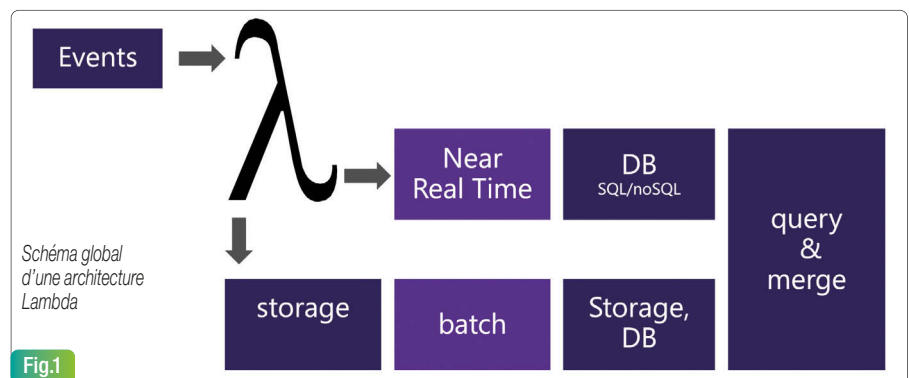 Events
λ
Near
Real Time
DB
SQL/noSQL
query
&
merge
Schéma global
d'une architecture
Lambda
storage
batch
Storage,
DB
Fig.1